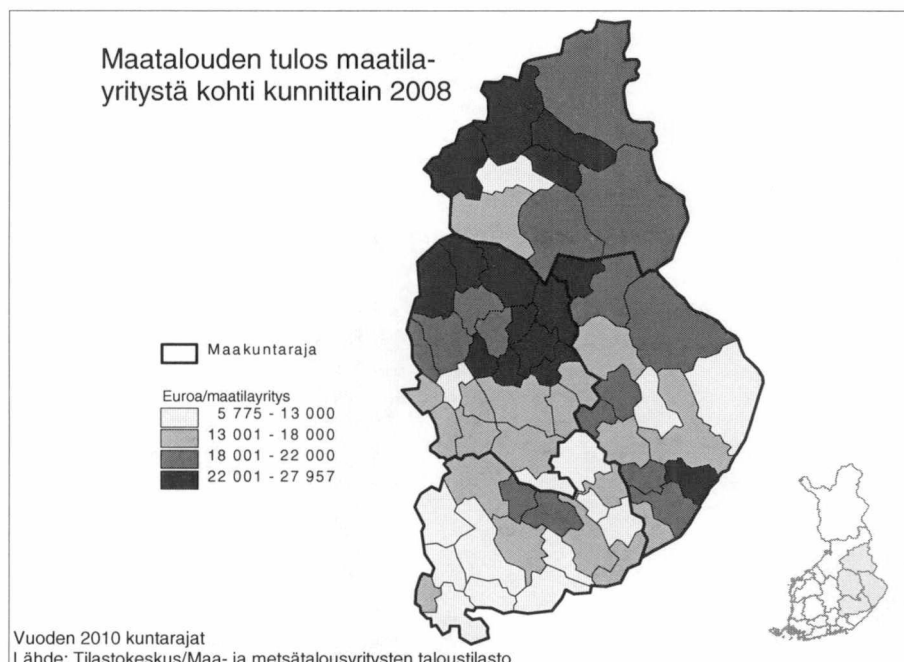 Maatalouden tulos maatila-
yritystä kohti kunnittain 2008
Maakuntaraja
Euroa/maatilayritys
5 775 - 13 000
13 001 - 18 000
18 001 - 22 000
22 001 - 27 957
Vuoden 2010 kuntarajat
Lähde: Tilastokeskus/Maa- ja metsätalousyritysten taloustilasto